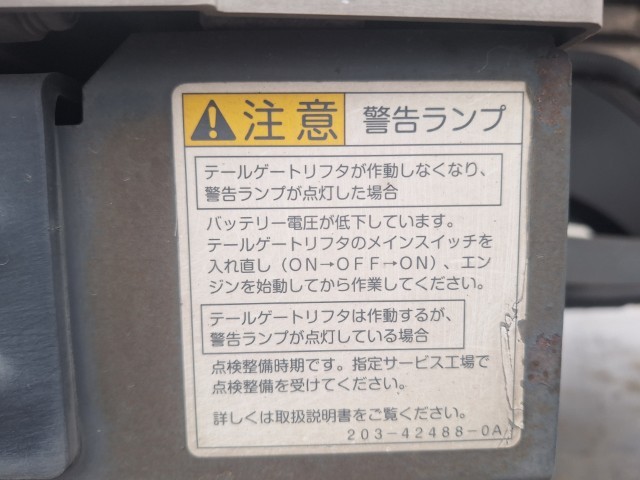 注意 警告ランプ
テールゲートリフタが作動しなくなり、
警告ランプが点灯した場合
バッテリー電圧が低下しています。
テールゲートリフタのメインスイッチを
入れ直し（ON→OFF→ON）、エン
ジンを始動してから作業してください。
テールゲートリフタは作動するが、
警告ランプが点灯している場合
点検整備時期です。指定サービス工場で
点検整備を受けてください。
詳しくは取扱説明書をご覧ください。
203-42488-0A